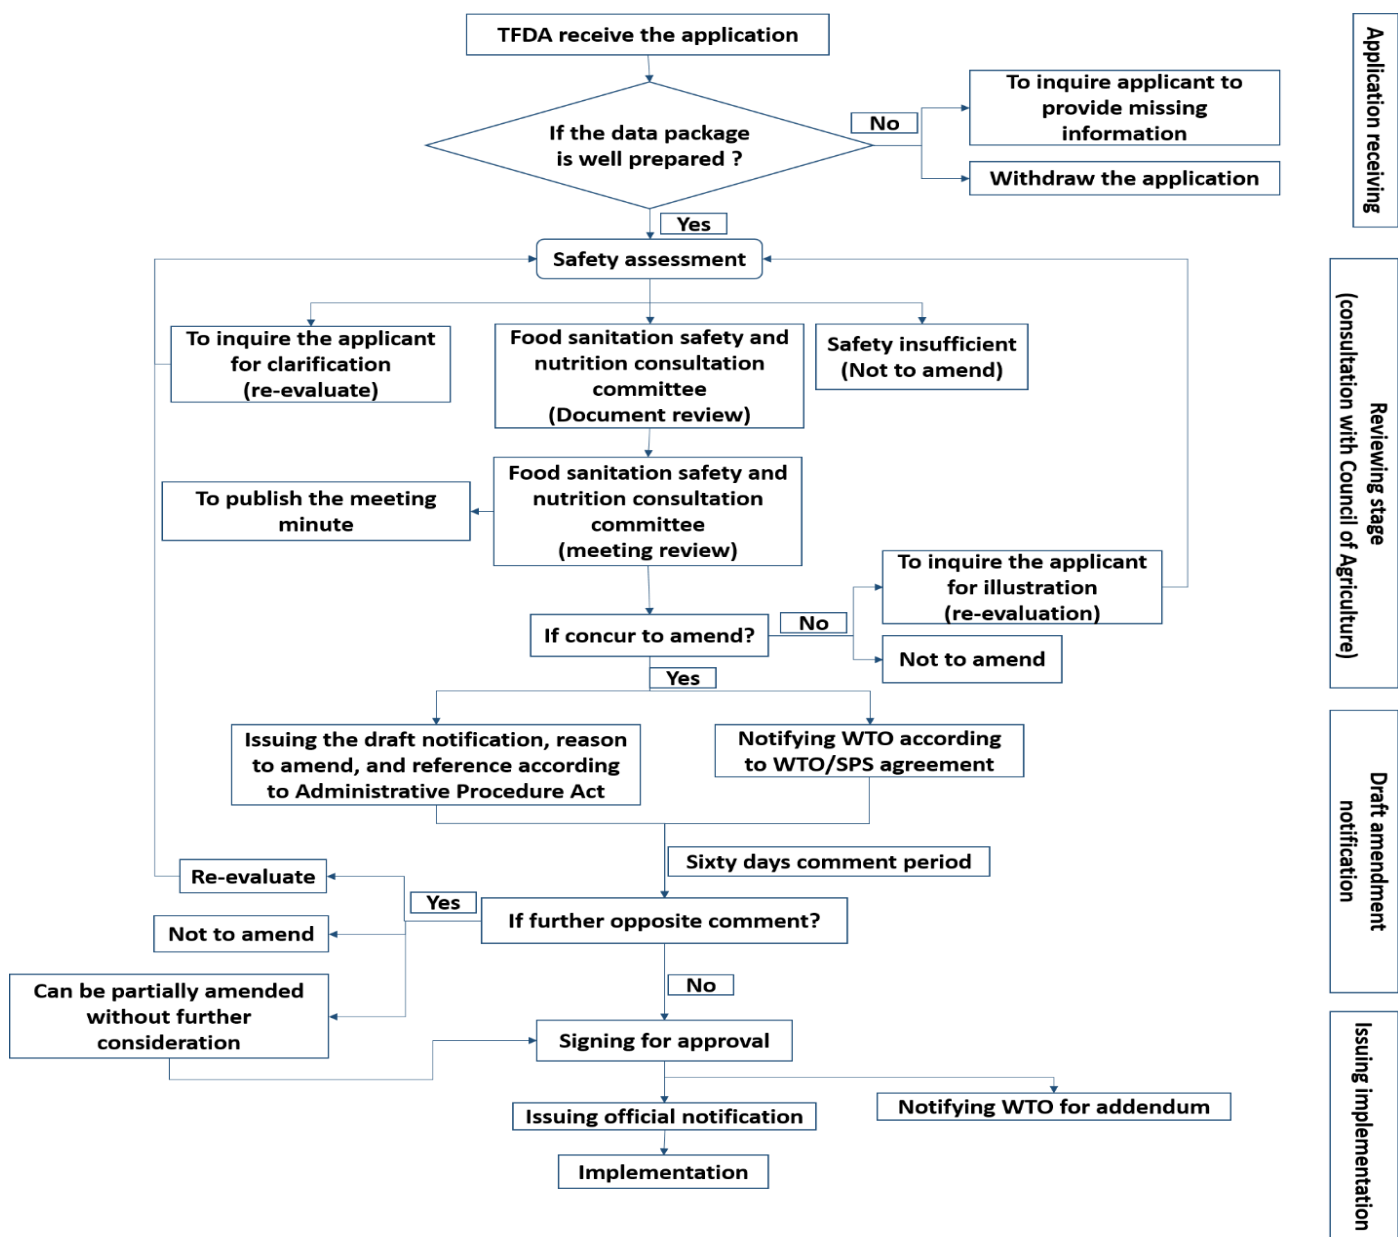 TFDA receive the application
Application receiving
To inquire applicant to
provide missing
information
No
If the data package
is well prepared ?
Withdraw the application
Yes
Safety assessment
Reviewing stage
(consultation with Council of Agriculture)
To inquire the applicant
for clarification
(re-evaluate)
Food sanitation safety and
nutrition consultation
committee
(Document review)
Safety insufficient
(Not to amend)
To publish the meeting
minute
Food sanitation safety and
nutrition consultation
committee
(meeting review)
To inquire the applicant
for illustration
(re-evaluation)
No
If concur to amend?
Not to amend
Yes
Draft amendment
notification
Issuing the draft notification, reason
to amend, and reference according
to Administrative Procedure Act
Notifying WTO according
to WTO/SPS agreement
Sixty days comment period
Re-evaluate
Yes
If further opposite comment?
Not to amend
No
Can be partially amended
without further
consideration
Issuing implementation
Signing for approval
Issuing official notification
Notifying WTO for addendum
Implementation